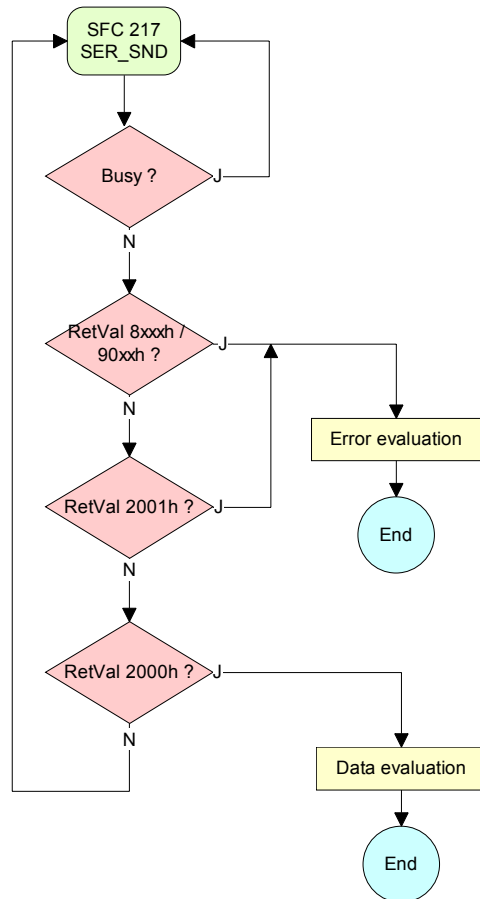 SFC 217
SER_SND
Busy ?
J
N
RetVal 8xxxh /
90xxh ?
J
N
Error evaluation
RetVal 2001h ?
J
End
N
RetVal 2000h ?
J
N
Data evaluation
End